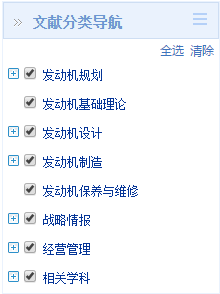 文献分类导航
全选 清除
发动机规划
发动机基础理论
发动机设计
发动机制造
发动机保养与维修
战略情报
经营管理
相关学科